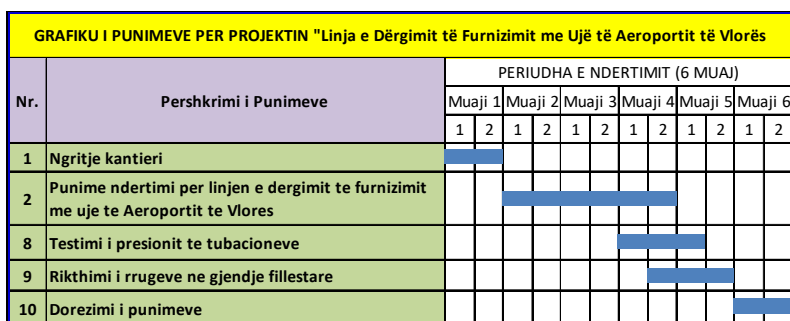 GRAFIKU I PUNIMEVE PER PROJEKTIN "Linja e Dërgimit të Furnizimit me Ujë të Aeroportit të Vlorës
Nr. Pershkrimi i Punimeve PERIUDHA E NDERTIMIT (6 MUAJ)
Muaji 1 Muaji 2 Muaji 3 Muaji 4 Muaji 5 Muaji 6
1 2 1 2 1 2 1 2 1 2 1 2
1 Ngritje kantieri
2 Punime ndertimi per linjen e dergimit te furnizimit
me uje te Aeroportit te Vlores
8 Testimi i presionit te tubacioneve
9 Rikthimi i rrugeve ne gjendje fillestare
10 Dorezimi i punimeve